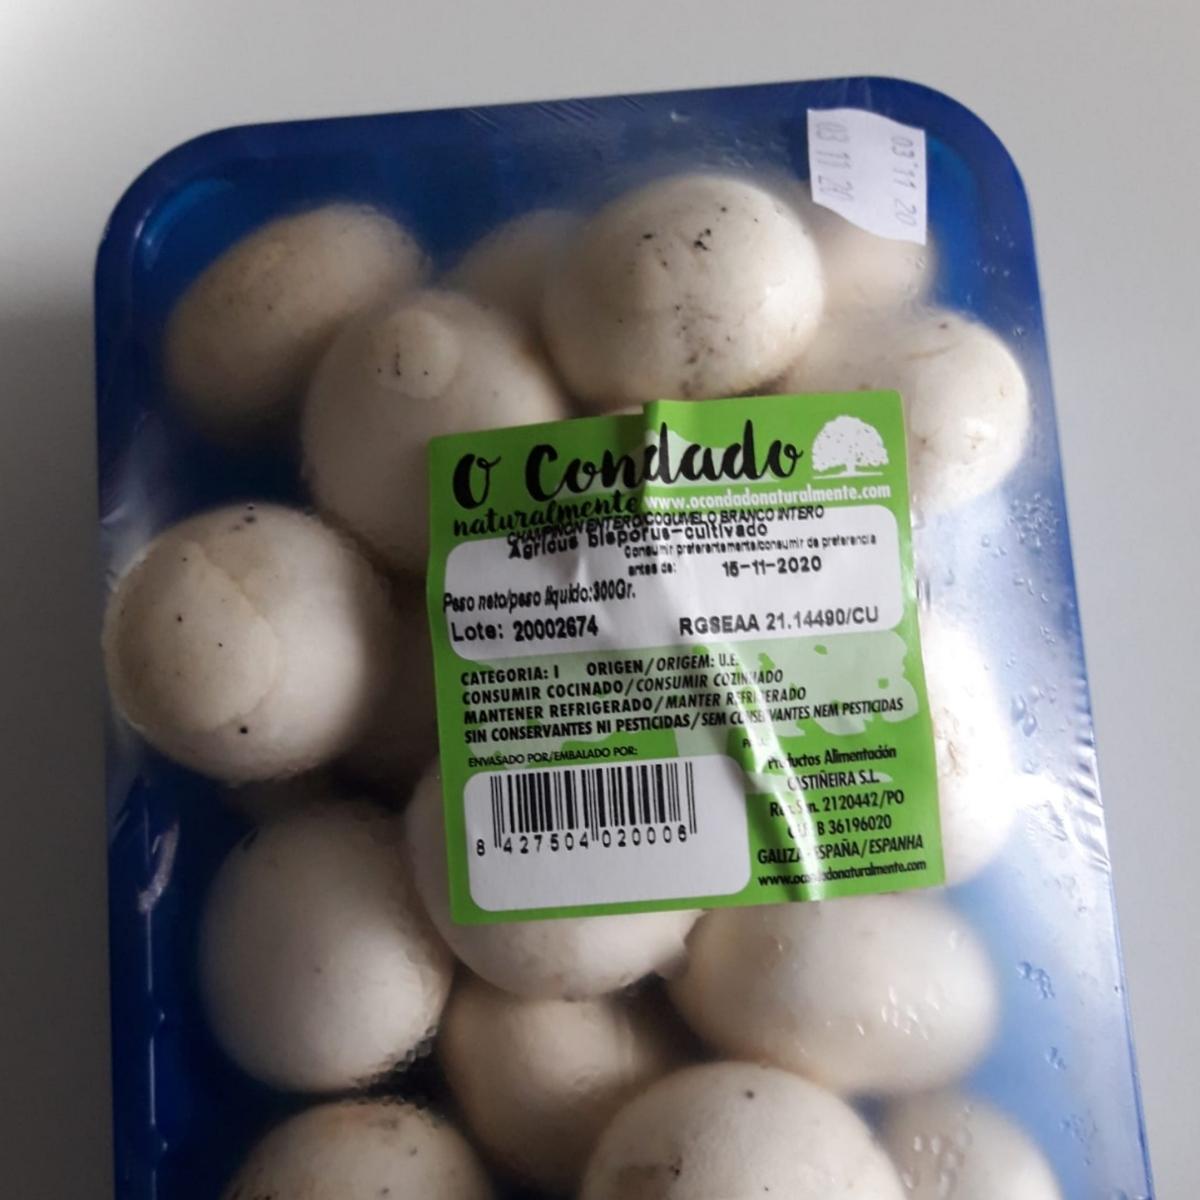 03 11 20
03 11 20
O Condado
naturalmente
www.ocondadonaturalmente.com
CHAMPIÑON ENTERO/COGUMELO BRANCO INTERO
Agricus bisporus-cultivado
Consumir preferentemente/consumir de preferencia
antes de: 15-11-2020
Peso neto/peso liquido:300Gr.
Lote: 20002674 RGSEAA 21.14490/CU
CATEGORIA: I ORIGEN/ORIGEM: U.E.
CONSUMIR COCINADO/CONSUMIR COZINHADO
MANTENER REFRIGERADO/MANTER REFRIGERADO
SIN CONSERVANTES NI PESTICIDAS/SEM CONSERVANTES NEM PESTICIDAS
ENVASADO POR/EMBALADO POR:
Productos Alimentación
CASTIÑEIRA S.L.
2120442/PO
B 36196020
GALIZA - ESPAÑA/ESPANHA
www.ocondadonaturalmente.com
8 427504 020006